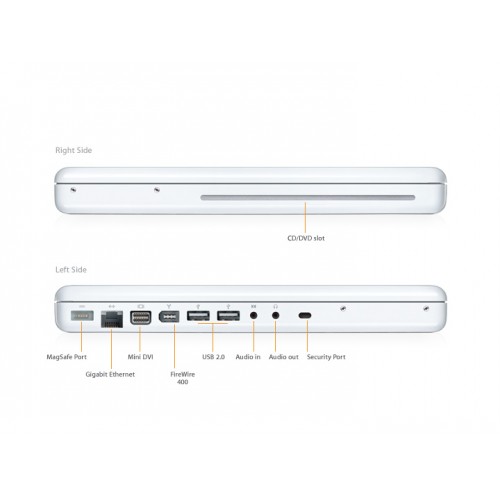 Right Side
CD/DVD slot
Left Side
MagSafe Port
Gigabit Ethernet
Mini DVI
FireWire
400
USB 2.0
Audio in
Audio out
Security Port